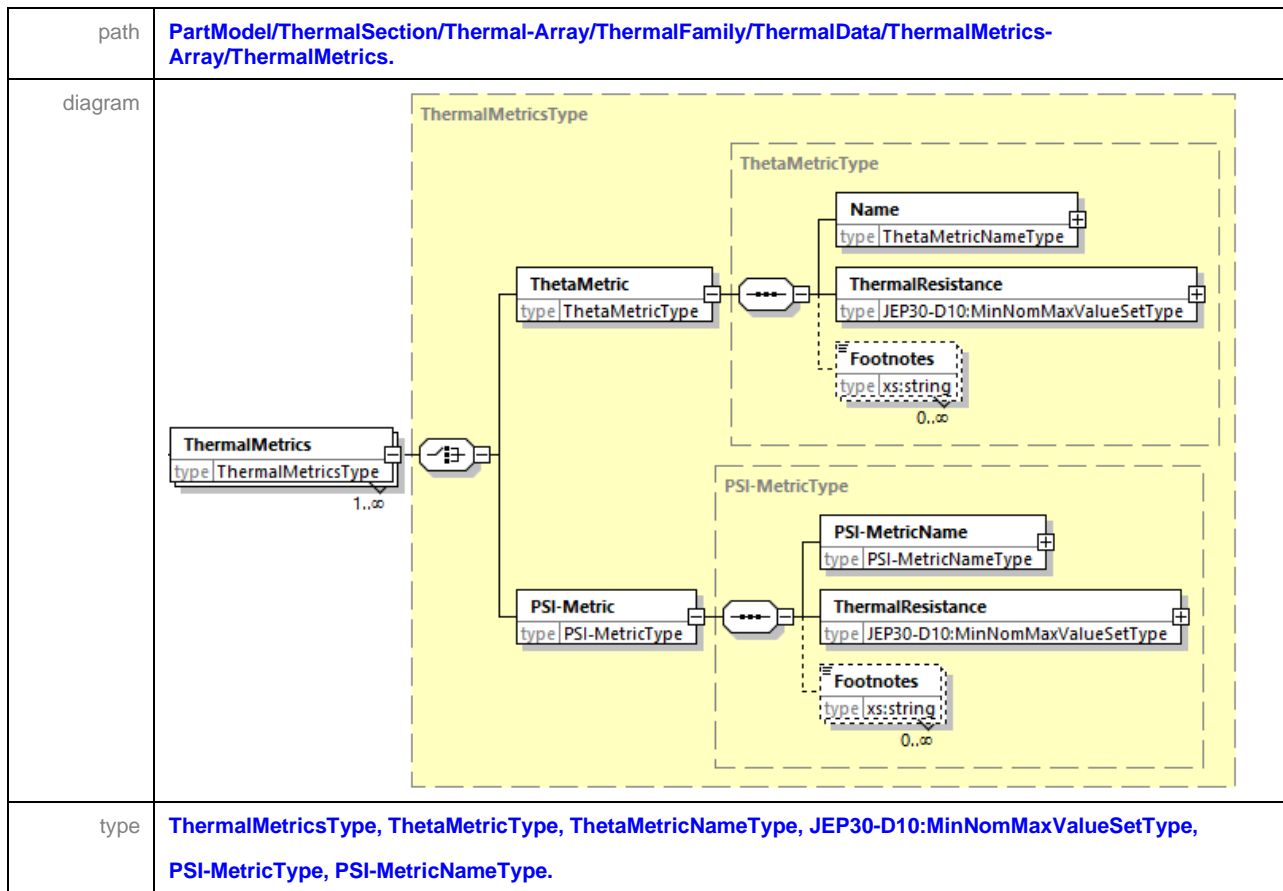 path
PartModel/ThermalSection/Thermal-Array/ThermalFamily/ThermalData/ThermalMetrics-
Array/ThermalMetrics.
diagram
ThermalMetricsType
ThetaMetricType
Name
type ThetaMetricNameType
ThetaMetric
type ThetaMetricType
ThermalResistance
type JEP30-D10:MinNomMaxValueSetType
Footnotes
type xs:string
0..∞
ThermalMetrics
type ThermalMetricsType
1..∞
PSI-MetricType
PSI-MetricName
type PSI-MetricNameType
PSI-Metric
type PSI-MetricType
ThermalResistance
type JEP30-D10:MinNomMaxValueSetType
Footnotes
type xs:string
0..∞
type
ThermalMetricsType, ThetaMetricType, ThetaMetricNameType, JEP30-D10:MinNomMaxValueSetType,
PSI-MetricType, PSI-MetricNameType.